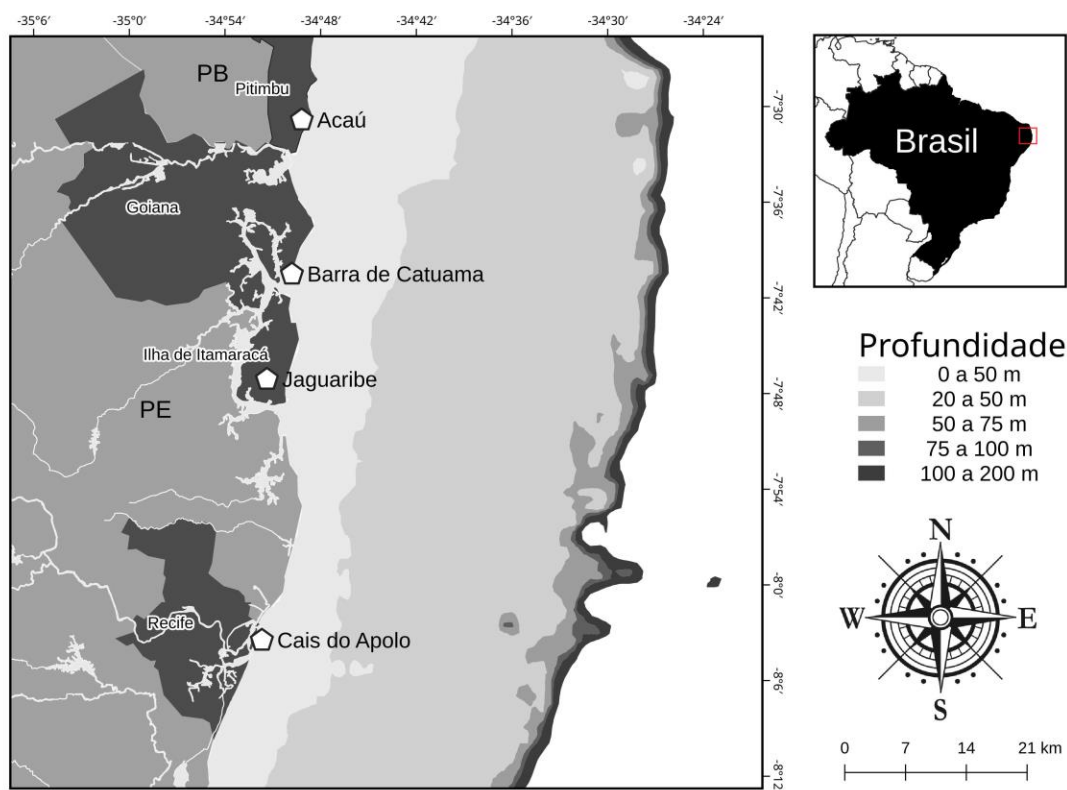 -35°6′ -35°0′ -34°54′ -34°48′ -34°42′ -34°36′ -34°30′ -34°24′
PB
Pitimbu
Acaú
Goiana
Barra de Catuama
Ilha de Itamaracá
Jaguaribe
PE
Recife
Cais do Apolo
-7°30′
-7°36′
-7°42′
-7°48′
-7°54′
-8°0′
-8°6′
-8°12
Brasil
Profundidade
0 a 50 m
20 a 50 m
50 a 75 m
75 a 100 m
100 a 200 m
N
W E
S
0 7 14 21 km